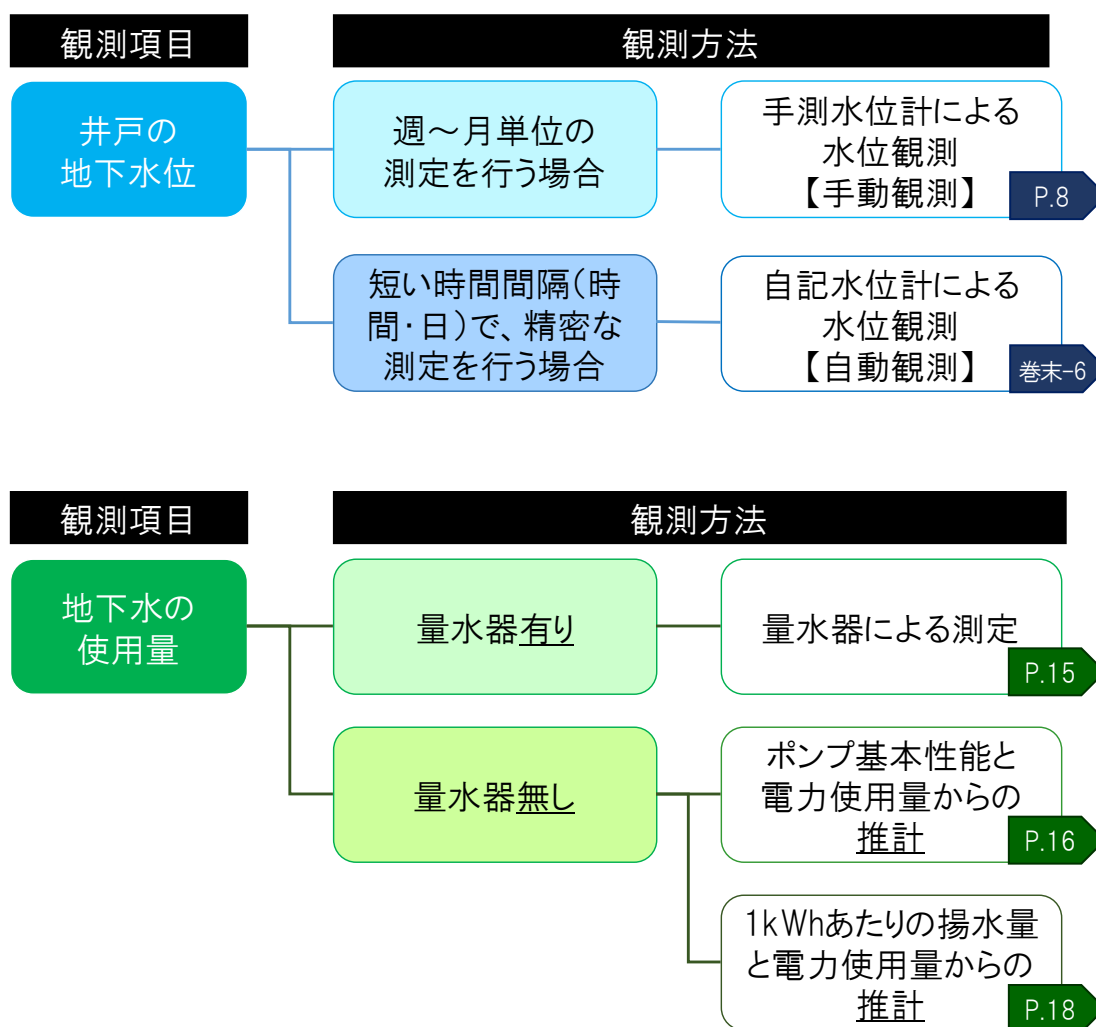 観測項目
観測方法
井戸の
地下水位
週～月単位の
測定を行う場合
手測水位計による
水位観測
【手動観測】
P.8
短い時間間隔(時
間・日)で、精密な
測定を行う場合
自記水位計による
水位観測
【自動観測】
巻末-6
観測項目
観測方法
地下水の
使用量
量水器有り
量水器による測定
P.15
量水器無し
ポンプ基本性能と
電力使用量からの
推計
P.16
1kWhあたりの揚水量
と電力使用量からの
推計
P.18